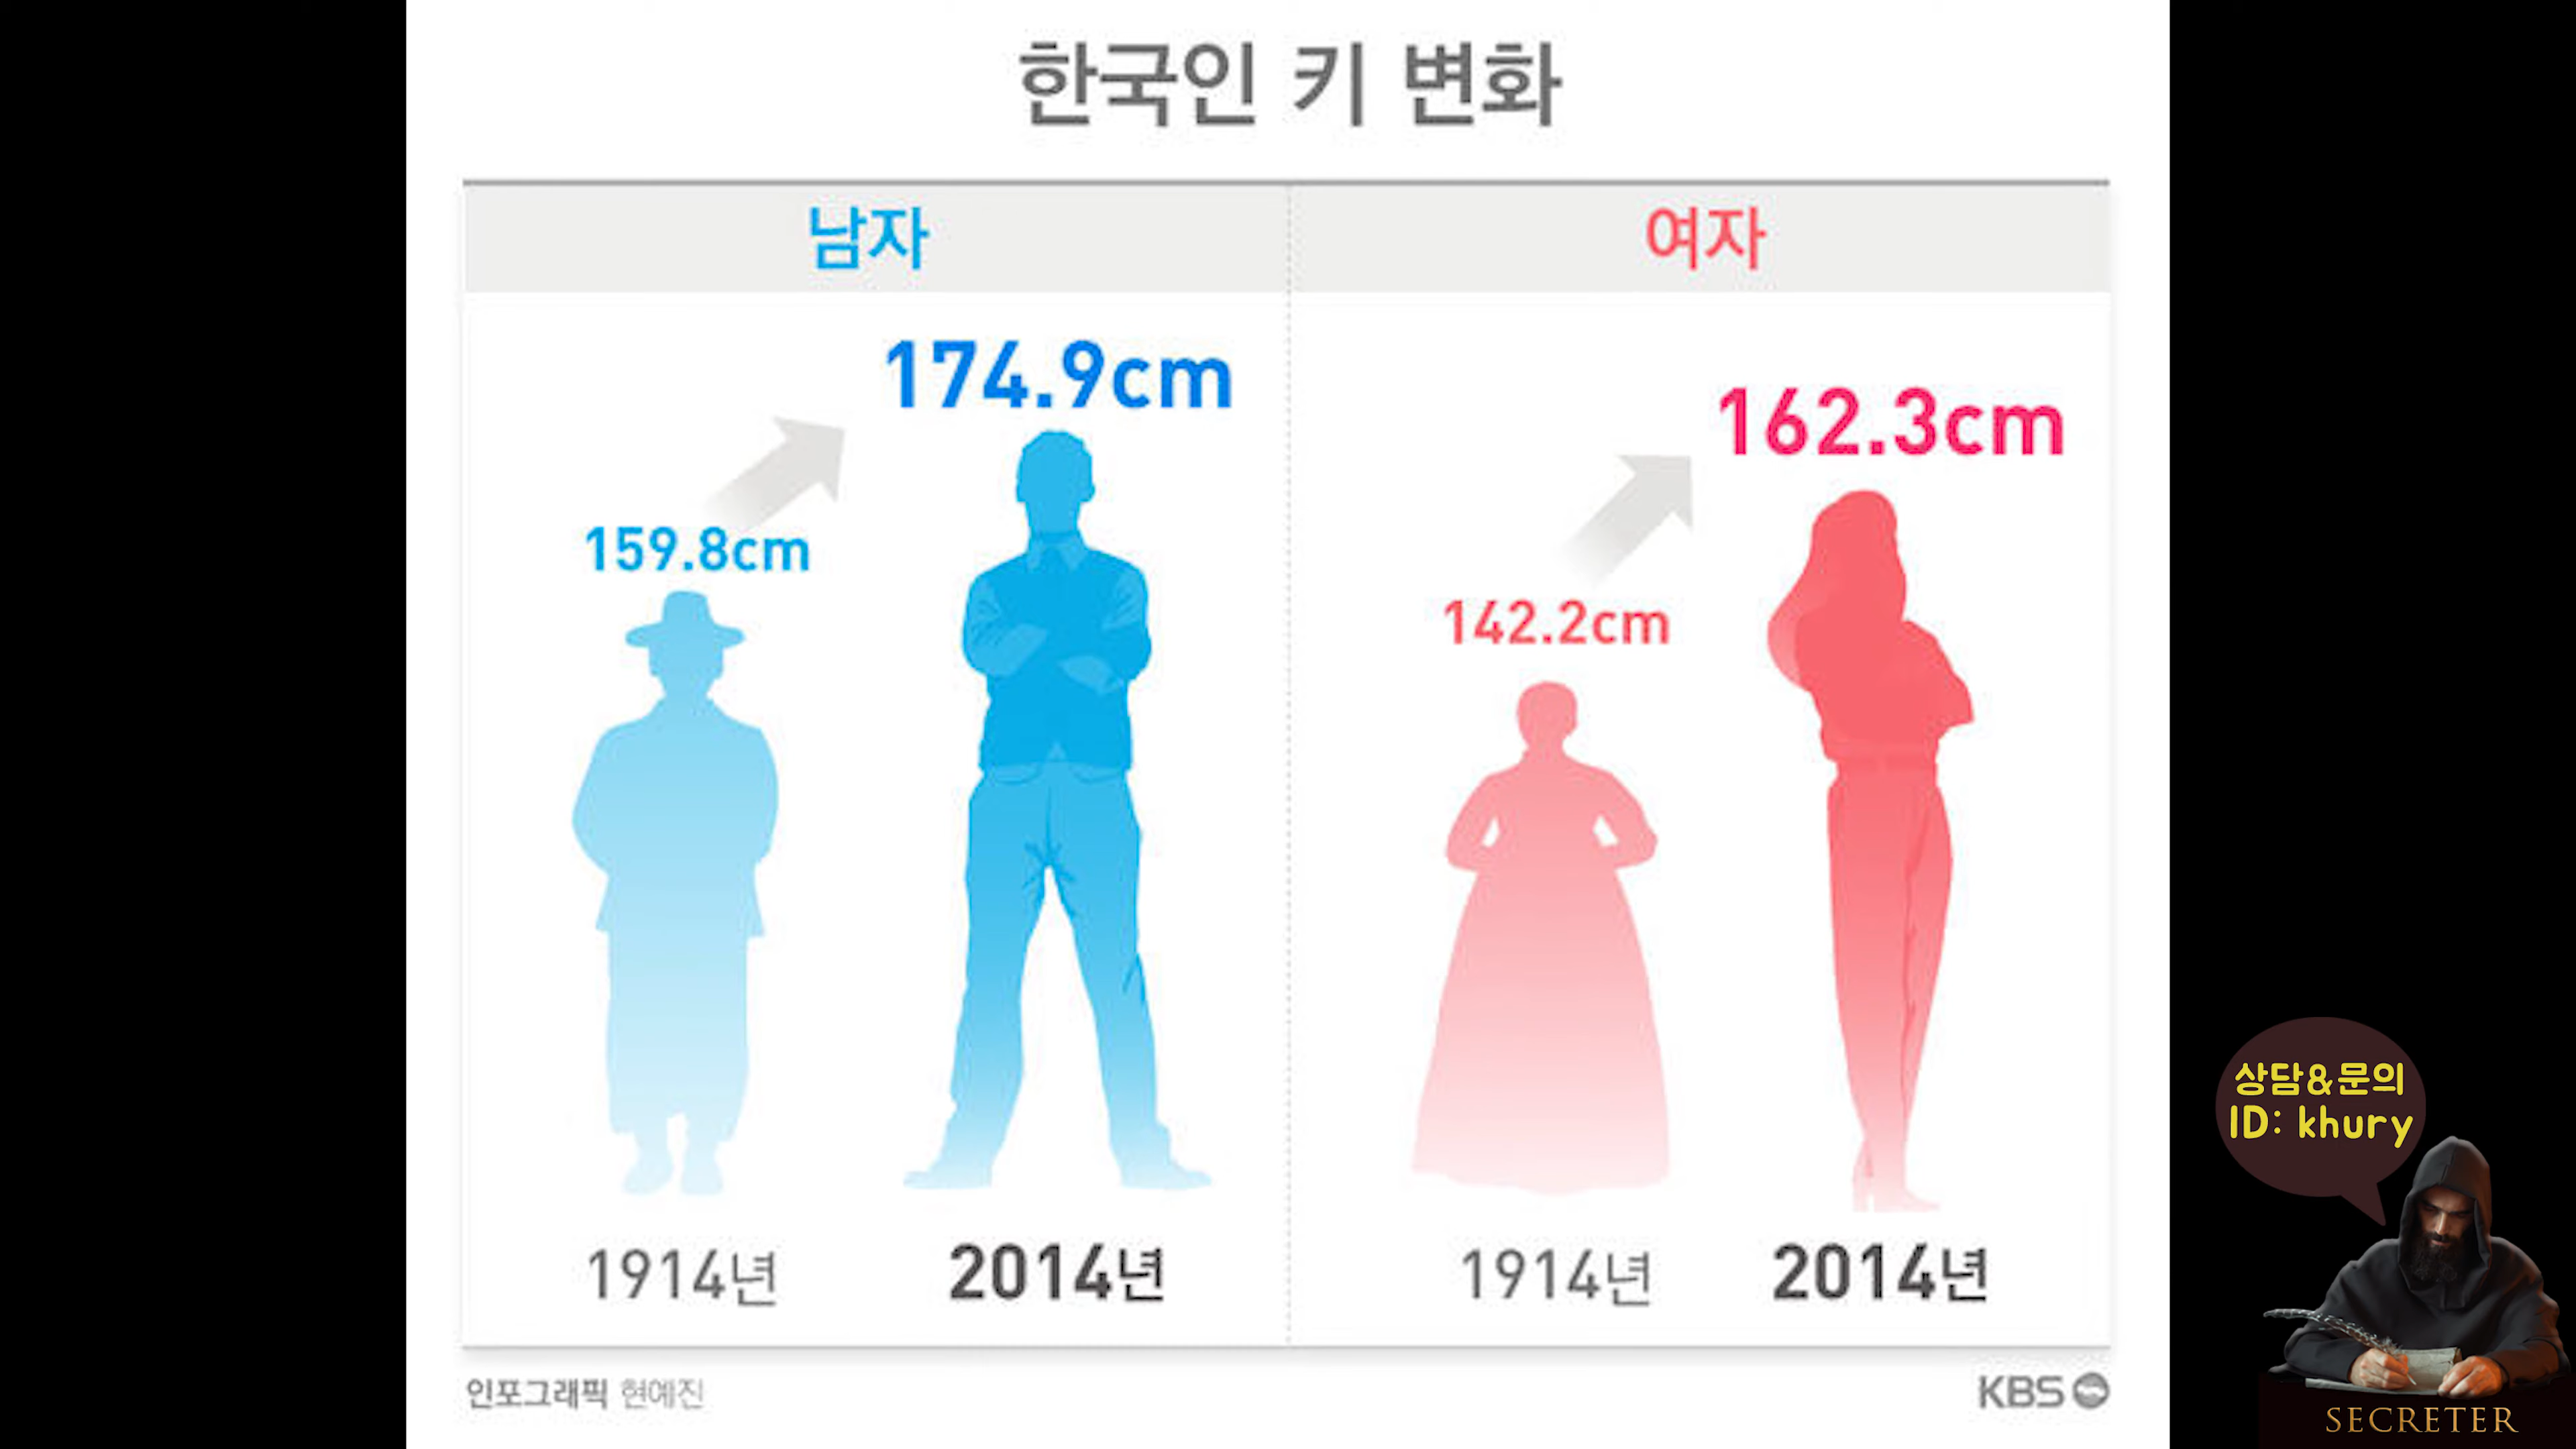 한국인 키 변화
남자
여자
174.9cm
159.8cm
162.3cm
142.2cm
1914년
2014년
1914년
2014년
인포그래픽 현예진
KBS
상담&문의
ID: khury
SECRETER